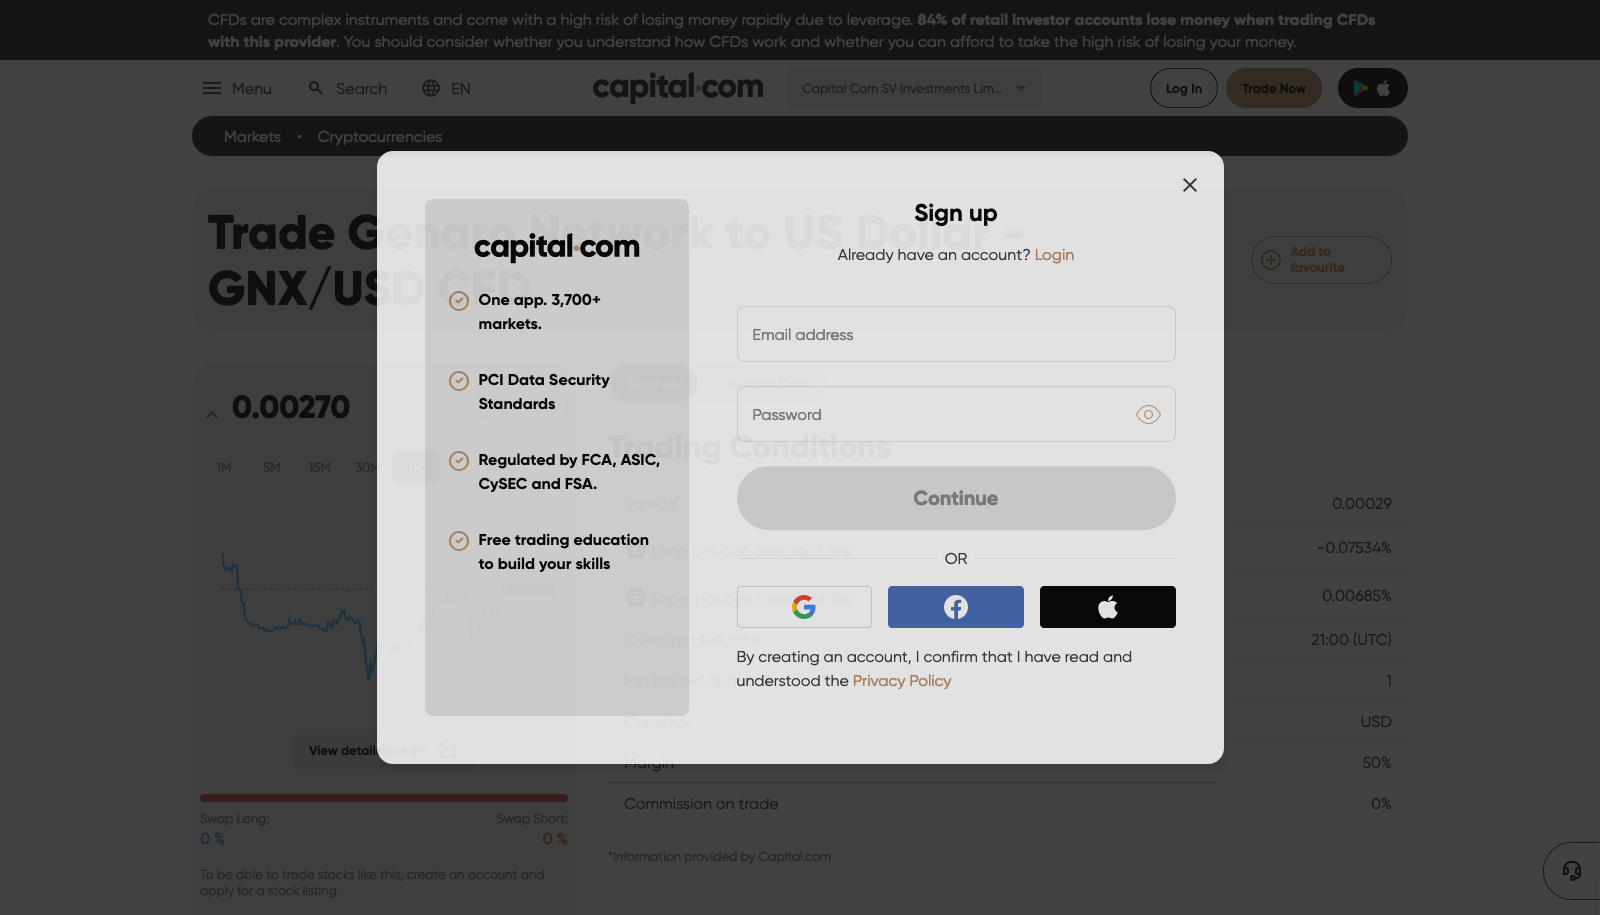 CFDs are complex instruments and come with a high risk of losing money rapidly due to leverage. 84% of retail investor accounts lose money when trading CFDs
with this provider. You should consider whether you understand how CFDs work and whether you can afford to take the high risk of losing your money.
Menu
Search
EN
capital.com
Capital Com SV Investments Lim...
Log In
Trade Now
Markets • Cryptocurrencies
Trade Genaro Network to US Dollar -
GNX/USD CFD
Add to
favourite
0.00270
1M 5M 15M 30M 1H
View detailed chart
Swap Long:
0 %
Swap Short:
0 %
To be able to trade stocks like this, create an account and
apply for a stock listing.
capital.com
One app. 3,700+
markets.
PCI Data Security
Standards
Regulated by FCA, ASIC,
CySEC and FSA.
Free trading education
to build your skills
Sign up
Already have an account? Login
Email address
Password
Continue
OR
By creating an account, I confirm that I have read and
understood the Privacy Policy
Summary
Trading Conditions
Spread 0.00029
Long position overnight fee -0.07534%
Short position overnight fee 0.00685%
Overnight fee time 21:00 (UTC)
Min traded 1
Currency USD
Margin 50%
Commission on trade 0%
*Information provided by Capital.com